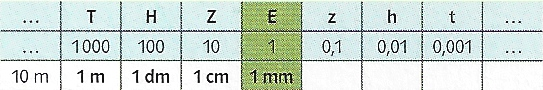 ... T H Z E z h t ...
... 1000 100 10 1 0,1 0,01 0,001 ...
10 m 1 m 1 dm 1 cm 1 mm